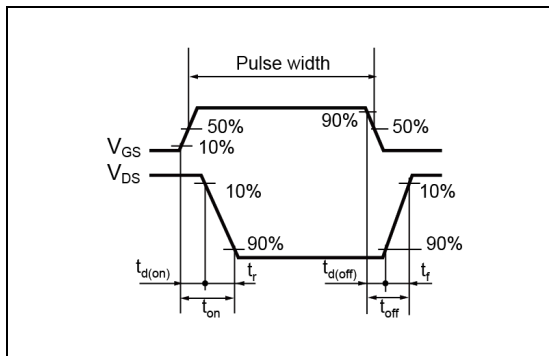 Pulse width
90%
50%
50%
10%
VGS
VDS
10%
10%
90%
90%
td(on)
tr
td(off)
tf
ton
toff